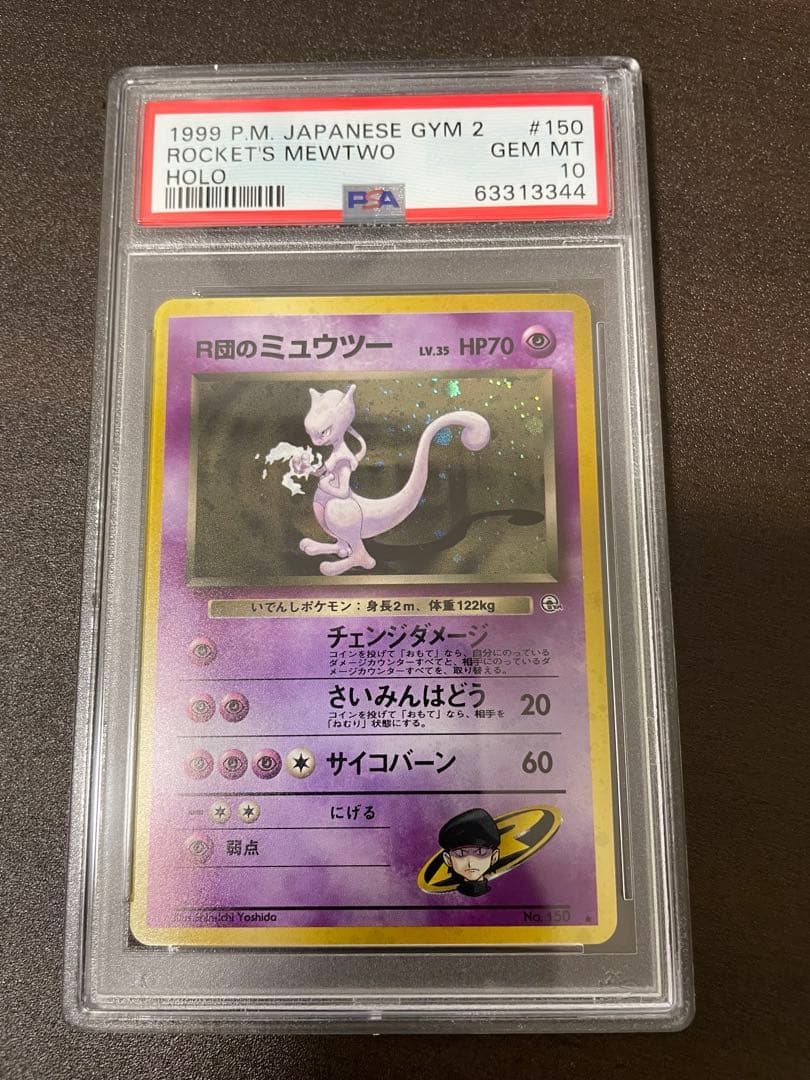 1999 P.M. JAPANESE GYM 2 #150
ROCKET'S MEWTWO GEM MT
HOLO 10
PSA 63313344
R団のミュウツー LV.35 HP70
いでんしポケモン：身長2m、体重122kg
チェンジダメージ
コインを投げて「おもて」なら、自分にのっている
ダメージカウンターすべてと、相手にのっているダ
メージカウンターすべてを、取り替える。
さいみんはどう 20
コインを投げて「おもて」なら、相手を
「ねむり」状態にする。
サイコバーン 60
にげる
弱点
Illus. Shin-ichi Yoshida No. 150